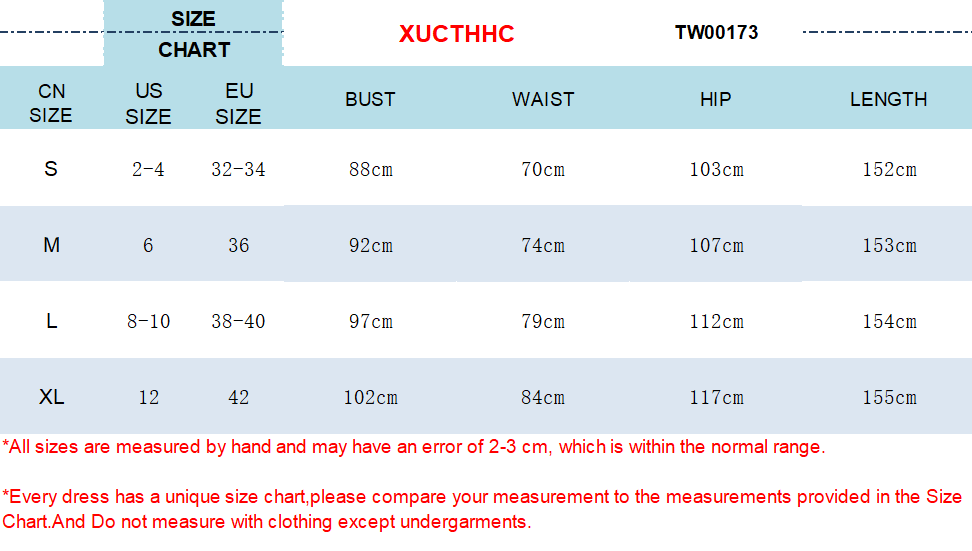 SIZE
CHART
XUCTHHC
TW00173
CN SIZE US SIZE EU SIZE BUST WAIST HIP LENGTH
S 2-4 32-34 88cm 70cm 103cm 152cm
M 6 36 92cm 74cm 107cm 153cm
L 8-10 38-40 97cm 79cm 112cm 154cm
XL 12 42 102cm 84cm 117cm 155cm
*All sizes are measured by hand and may have an error of 2-3 cm, which is within the normal range.
*Every dress has a unique size chart,please compare your measurement to the measurements provided in the Size
Chart.And Do not measure with clothing except undergarments.